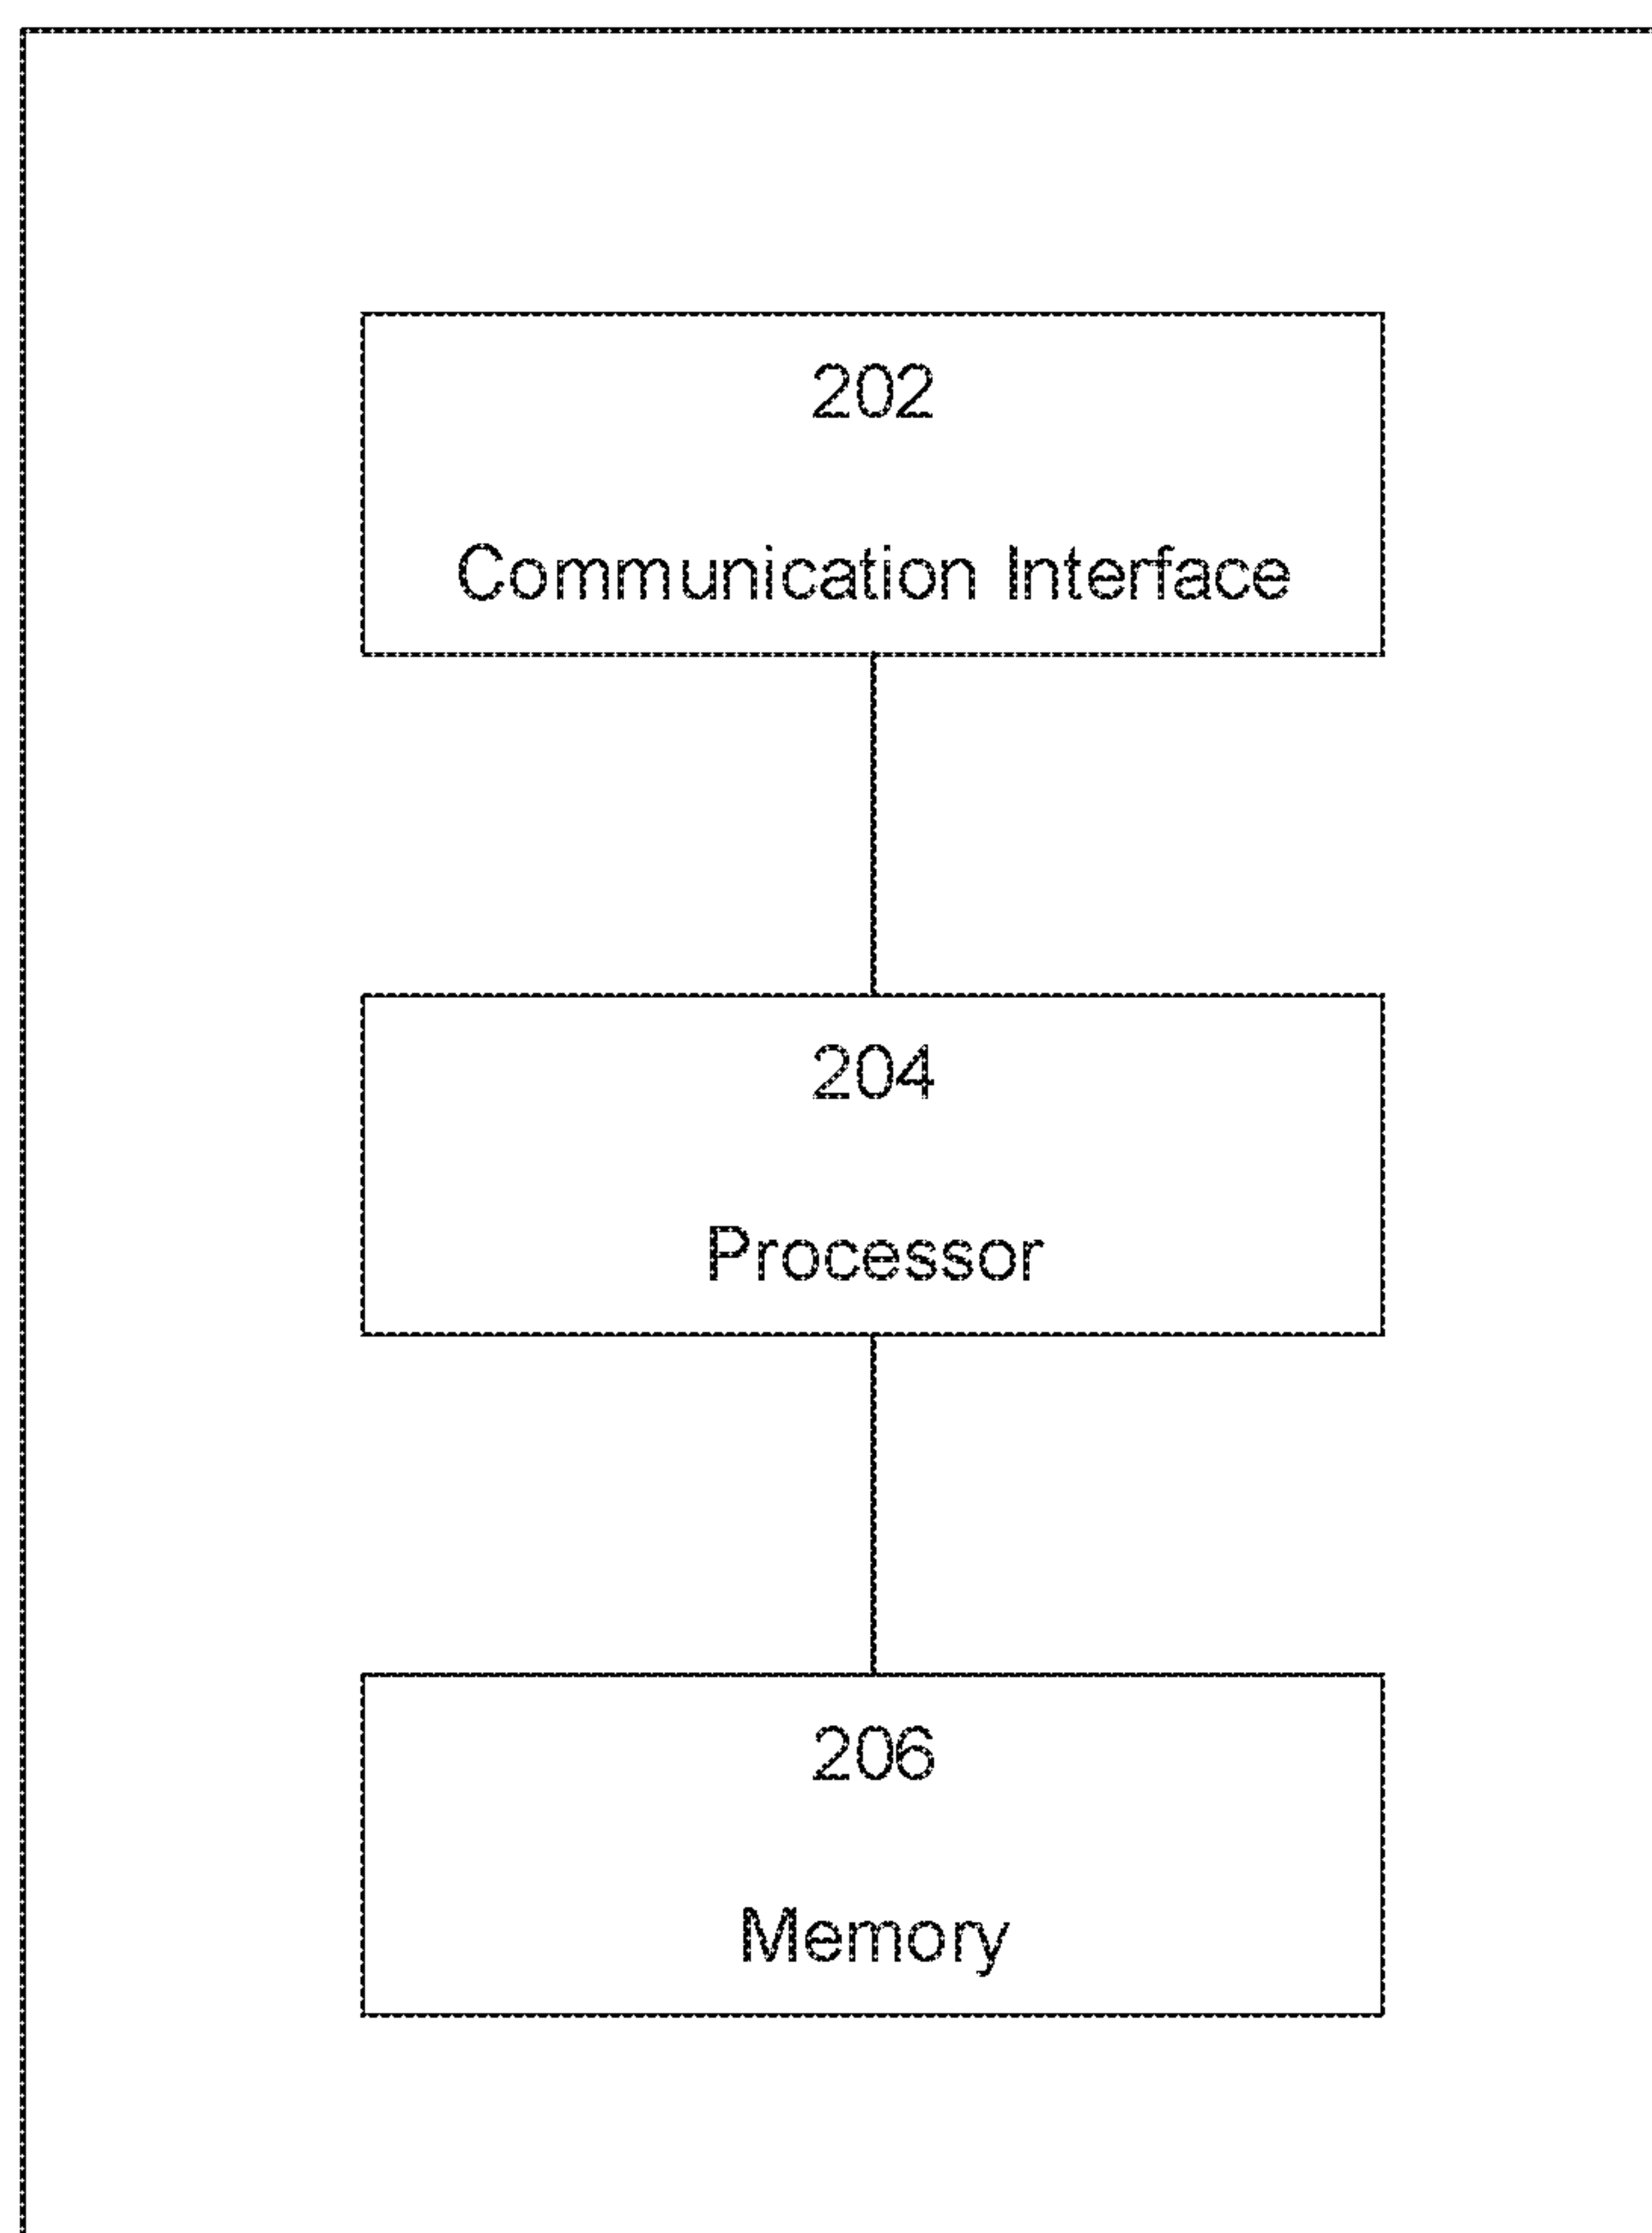 202
Communication Interface
204
Processor
206
Memory